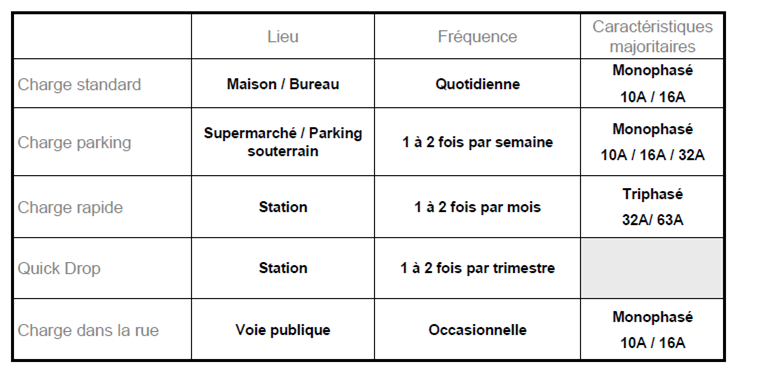 Lieu
Fréquence
Caractéristiques
majoritaires
Charge standard
Maison / Bureau
Quotidienne
Monophasé
10A / 16A
Charge parking
Supermarché / Parking
souterrain
1 à 2 fois par semaine
Monophasé
10A / 16A / 32A
Charge rapide
Station
1 à 2 fois par mois
Triphasé
32A/ 63A
Quick Drop
Station
1 à 2 fois par trimestre
Charge dans la rue
Voie publique
Occasionnelle
Monophasé
10A / 16A